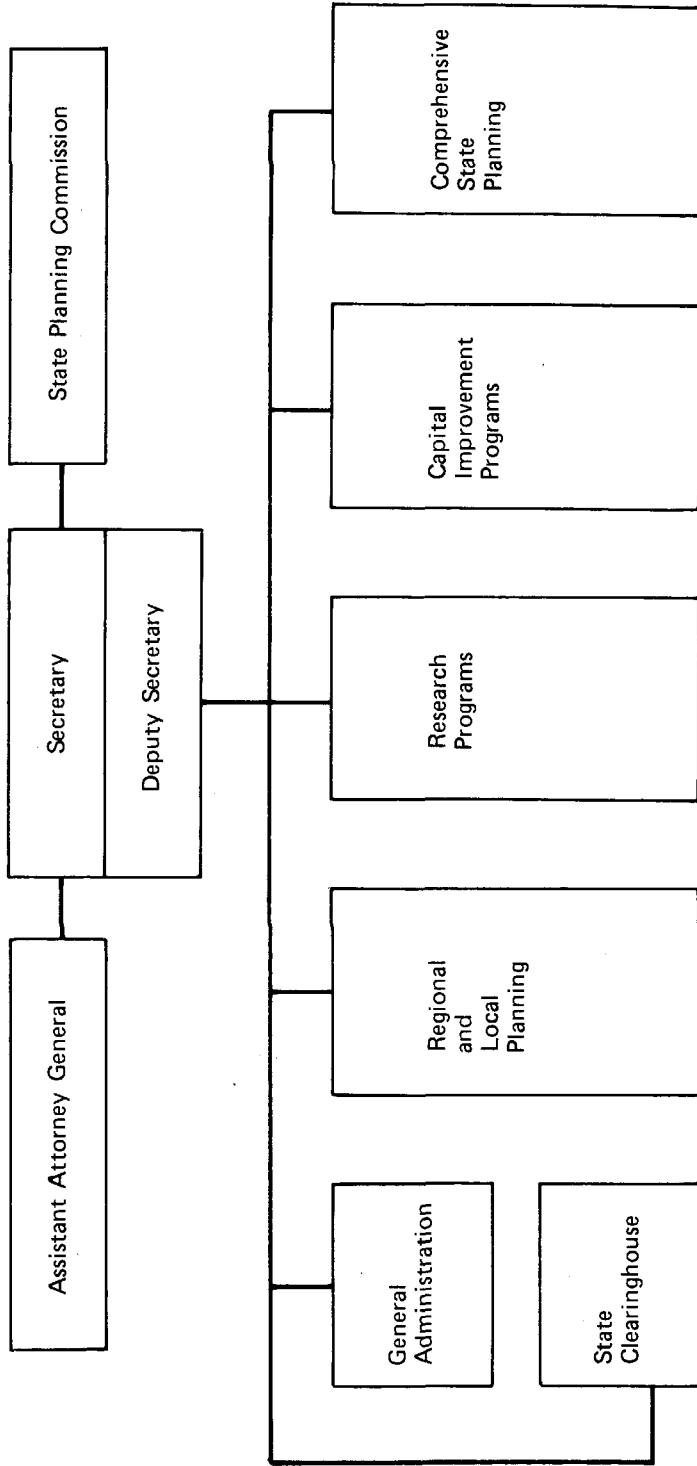 Assistant Attorney General
Secretary
Deputy Secretary
State Planning Commission
General
Administration
State
Clearinghouse
Regional
and
Local
Planning
Research
Programs
Capital
Improvement
Programs
Comprehensive
State
Planning